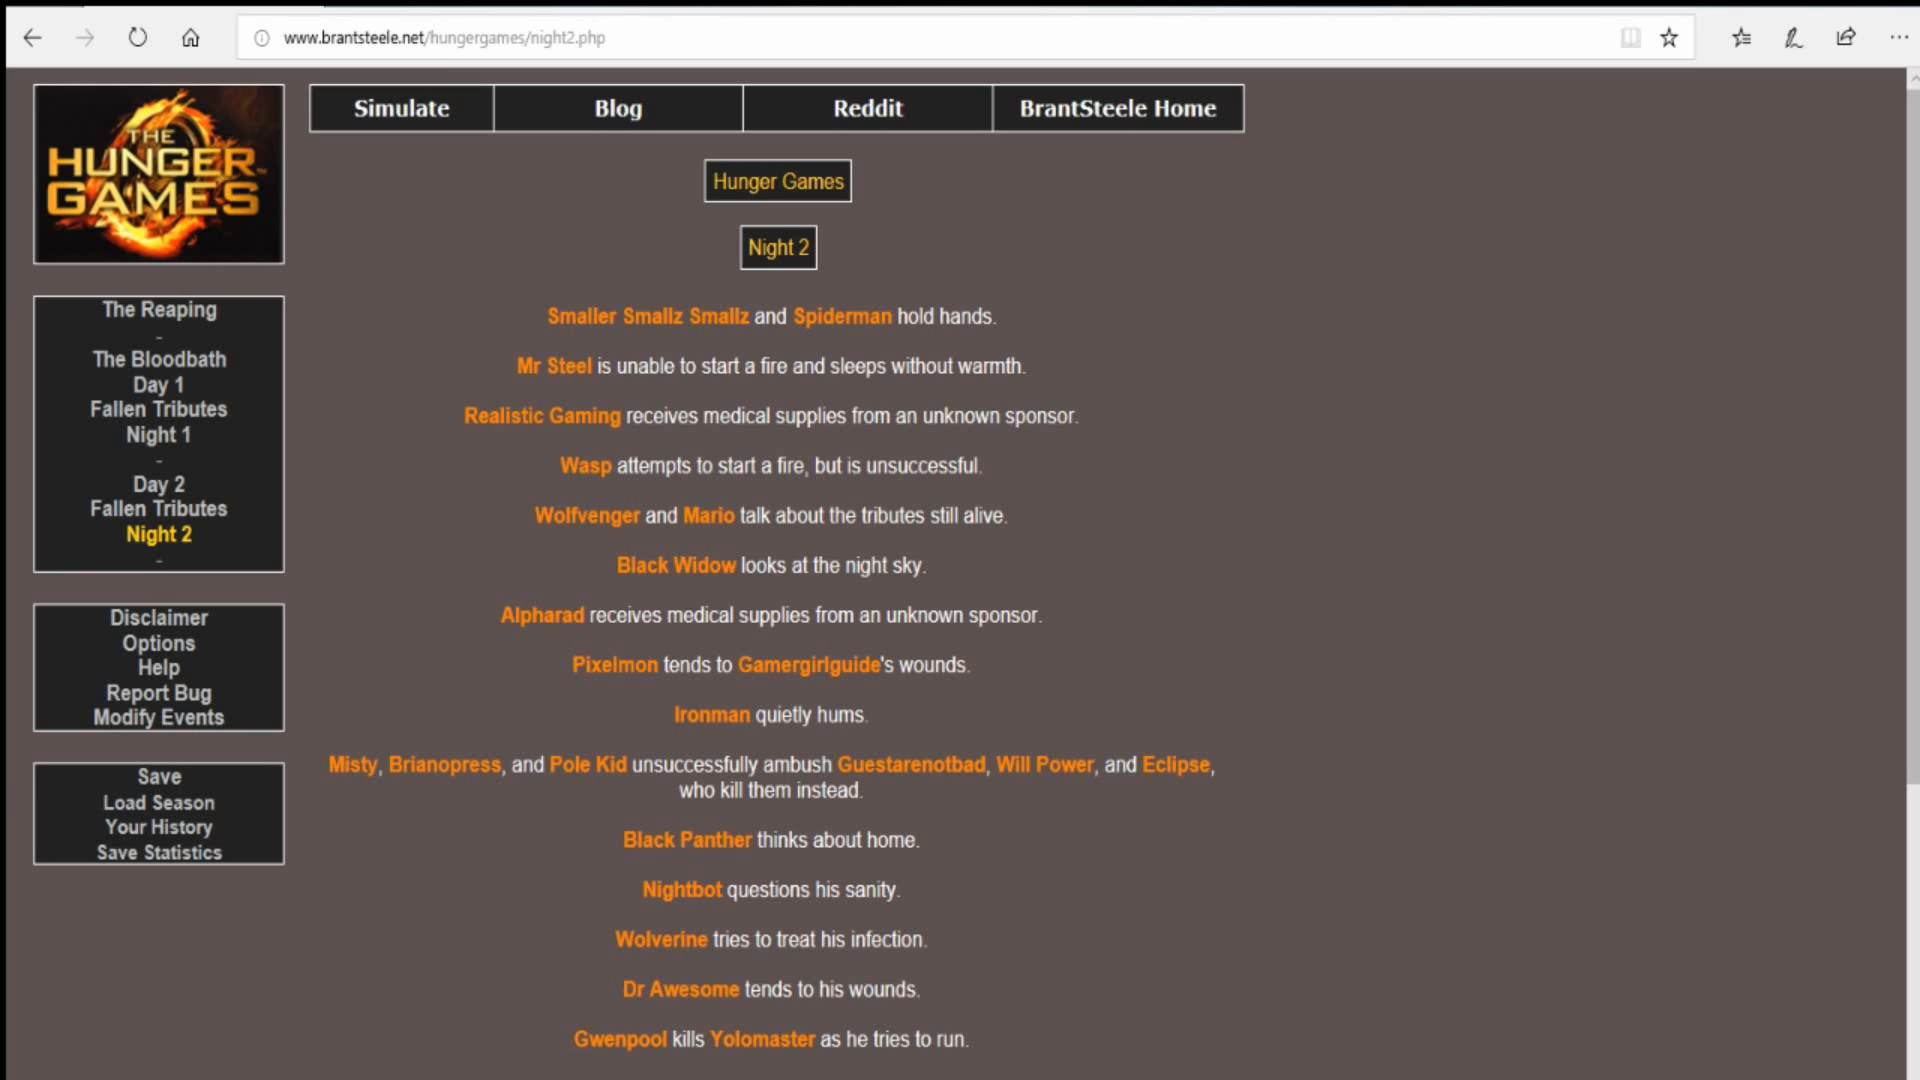 www.brantsteele.net/hungergames/night2.php
THE
HUNGER
GAMES
Simulate
Blog
Reddit
BrantSteele Home
Hunger Games
Night 2
The Reaping
-
The Bloodbath
Day 1
Fallen Tributes
Night 1
-
Day 2
Fallen Tributes
Night 2
-
Disclaimer
Options
Help
Report Bug
Modify Events
Save
Load Season
Your History
Save Statistics
Smaller Smallz Smallz and Spiderman hold hands.
Mr Steel is unable to start a fire and sleeps without warmth.
Realistic Gaming receives medical supplies from an unknown sponsor.
Wasp attempts to start a fire, but is unsuccessful.
Wolfvenger and Mario talk about the tributes still alive.
Black Widow looks at the night sky.
Alpharad receives medical supplies from an unknown sponsor.
Pixelmon tends to Gamergirlguide's wounds.
Ironman quietly hums.
Misty, Brianopress, and Pole Kid unsuccessfully ambush Guestarenotbad, Will Power, and Eclipse,
who kill them instead.
Black Panther thinks about home.
Nightbot questions his sanity.
Wolverine tries to treat his infection.
Dr Awesome tends to his wounds.
Gwenpool kills Yolomaster as he tries to run.